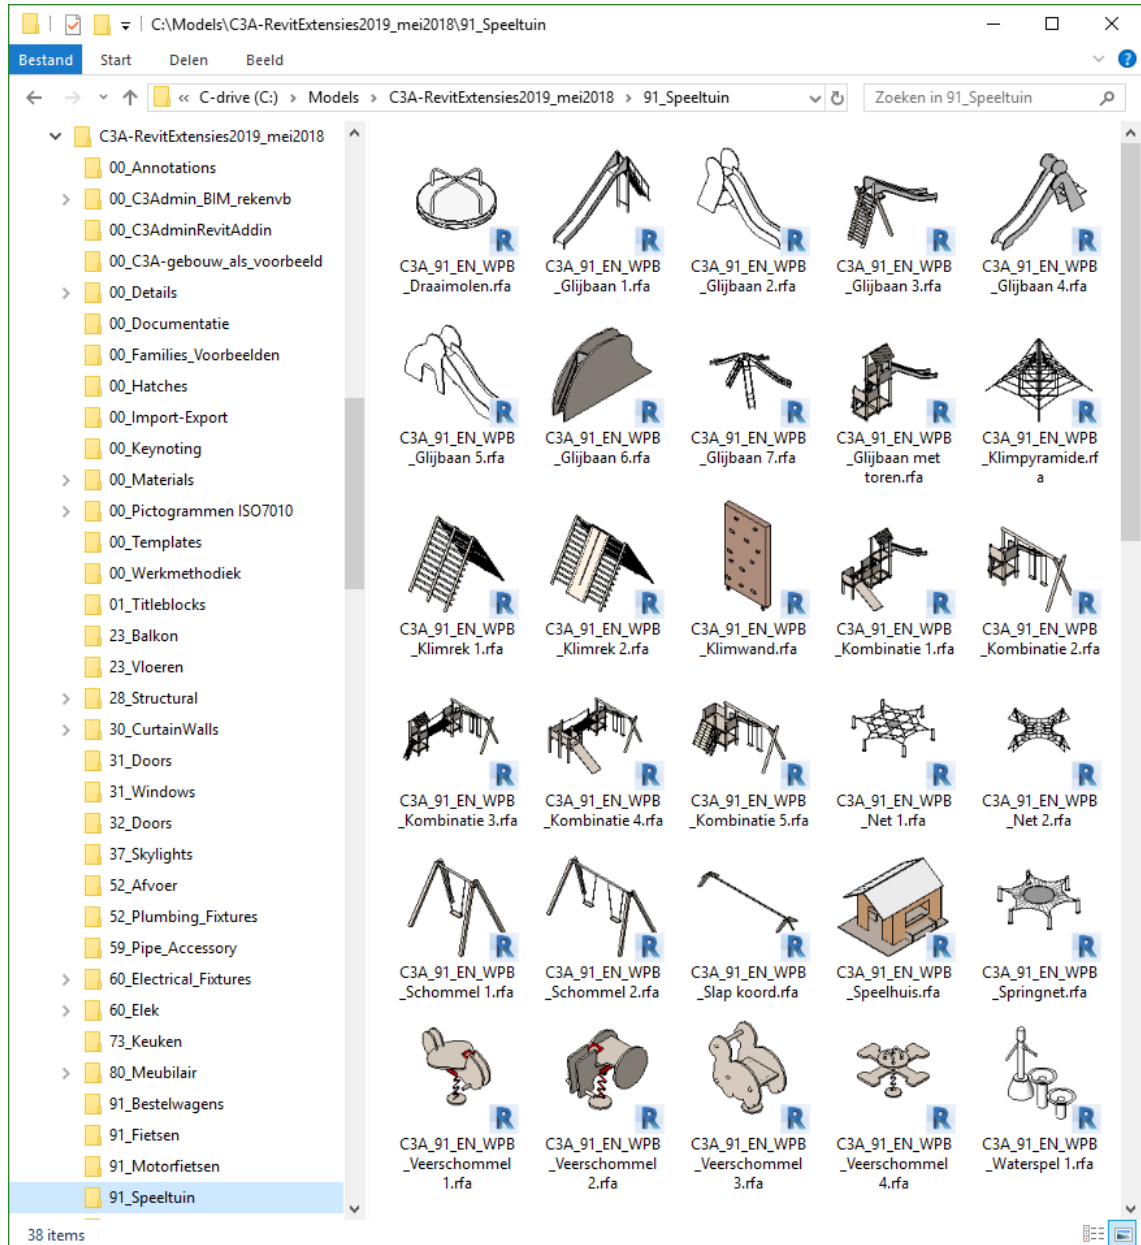 C:\Models\C3A-RevitExtensies2019_mei2018\91_Speeltuin
Bestand Start Delen Beeld
« C-drive (C:) > Models > C3A-RevitExtensies2019_mei2018 > 91_Speeltuin
Zoeken in 91_Speeltuin
C3A-RevitExtensies2019_mei2018
00_Annotations
00_C3Admin_BIM_rekenvb
00_C3AdminRevitAddin
00_C3A-gebouw_als_voorbeeld
00_Details
00_Documentatie
00_Families_Voorbeelden
00_Hatches
00_Import-Export
00_Keynoting
00_Materials
00_Pictogrammen ISO7010
00_Templates
00_Werkmethodiek
01_Titleblocks
23_Balkon
23_Vloeren
28_Structural
30_CurtainWalls
31_Doors
31_Windows
32_Doors
37_Skylights
52_Afvoer
52_Plumbing_Fixtures
59_Pipe_Accessory
60_Electrical_Fixtures
60_Elek
73_Keuken
80_Meubilair
91_Bestelwagens
91_Fietsen
91_Motorfietsen
91_Speeltuin
C3A_91_EN_WPB
_Draaimolen.rfa
C3A_91_EN_WPB
_Glijbaan 1.rfa
C3A_91_EN_WPB
_Glijbaan 2.rfa
C3A_91_EN_WPB
_Glijbaan 3.rfa
C3A_91_EN_WPB
_Glijbaan 4.rfa
C3A_91_EN_WPB
_Glijbaan 5.rfa
C3A_91_EN_WPB
_Glijbaan 6.rfa
C3A_91_EN_WPB
_Glijbaan 7.rfa
C3A_91_EN_WPB
_Glijbaan met
toren.rfa
C3A_91_EN_WPB
_Klimpyramide.rf
a
C3A_91_EN_WPB
_Klimrek 1.rfa
C3A_91_EN_WPB
_Klimrek 2.rfa
C3A_91_EN_WPB
_Klimwand.rfa
C3A_91_EN_WPB
_Kombinatie 1.rfa
C3A_91_EN_WPB
_Kombinatie 2.rfa
C3A_91_EN_WPB
_Kombinatie 3.rfa
C3A_91_EN_WPB
_Kombinatie 4.rfa
C3A_91_EN_WPB
_Kombinatie 5.rfa
C3A_91_EN_WPB
_Net 1.rfa
C3A_91_EN_WPB
_Net 2.rfa
C3A_91_EN_WPB
_Schommel 1.rfa
C3A_91_EN_WPB
_Schommel 2.rfa
C3A_91_EN_WPB
_Slap koord.rfa
C3A_91_EN_WPB
_Speelhuis.rfa
C3A_91_EN_WPB
_Springnet.rfa
C3A_91_EN_WPB
_Veerschommel
1.rfa
C3A_91_EN_WPB
_Veerschommel
2.rfa
C3A_91_EN_WPB
_Veerschommel
3.rfa
C3A_91_EN_WPB
_Veerschommel
4.rfa
C3A_91_EN_WPB
_Waterspel 1.rfa
38 items